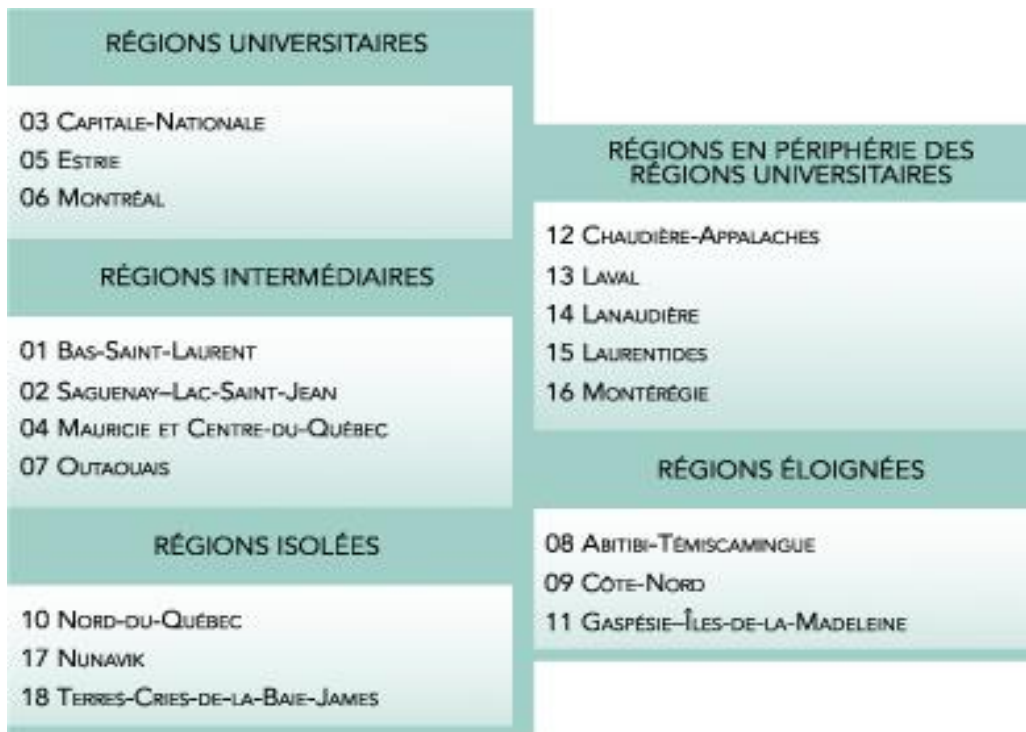 RÉGIONS UNIVERSITAIRES
03 CAPITALE-NATIONALE
05 ESTRIE
06 MONTRÉAL
RÉGIONS INTERMÉDIAIRES
01 BAS-SAINT-LAURENT
02 SAGUENAY–LAC-SAINT-JEAN
04 MAURICIE ET CENTRE-DU-QUÉBEC
07 OUTAOUAIS
RÉGIONS ISOLÉES
10 NORD-DU-QUÉBEC
17 NUNAVIK
18 TERRES-CRIES-DE-LA-BAIE-JAMES
RÉGIONS EN PÉRIPHÉRIE DES
RÉGIONS UNIVERSITAIRES
12 CHAUDIÈRE-APPALACHES
13 LAVAL
14 LANAUDIÈRE
15 LAURENTIDES
16 MONTÉRÉGIE
RÉGIONS ÉLOIGNÉES
08 ABITIBI-TÉMISCAMINGUE
09 CÔTE-NORD
11 GASPÉSIE–ÎLES-DE-LA-MADELEINE